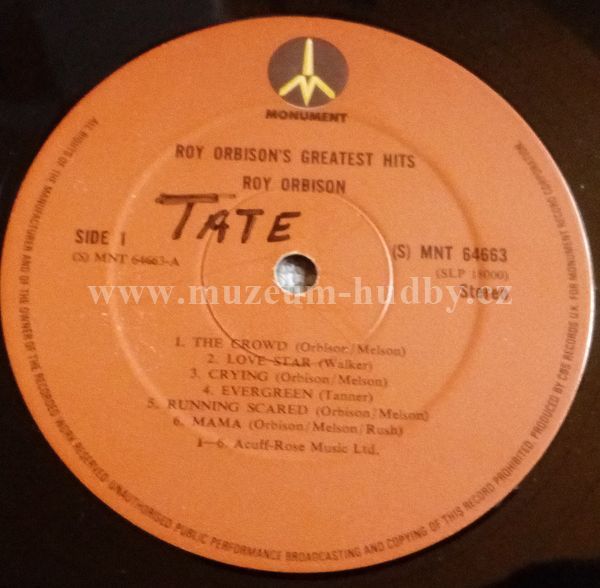 MONUMENT
ROY ORBISON'S GREATEST HITS
ROY ORBISON
TATE
SIDE 1
(S) MNT 64663-A
(S) MNT 64663
(SLP 18000)
Stereo
www.muzeum-hudby.cz
1. THE CROWD (Orbison/Melson)
2. LOVE STAR (Walker)
3. CRYING (Orbison/Melson)
4. EVERGREEN (Tanner)
5. RUNNING SCARED (Orbison/Melson)
6. MAMA (Orbison/Melson/Rush)
1—6. Acuff-Rose Music Ltd.
ALL RIGHTS OF THE MANUFACTURER AND OF THE OWNER OF THE RECORDED WORK RESERVED. UNAUTHORISED PUBLIC PERFORMANCE BROADCASTING AND COPYING OF THIS RECORD PROHIBITED. PRODUCED BY CBS RECORDS U.K. FOR MONUMENT RECORD CORPORATION.